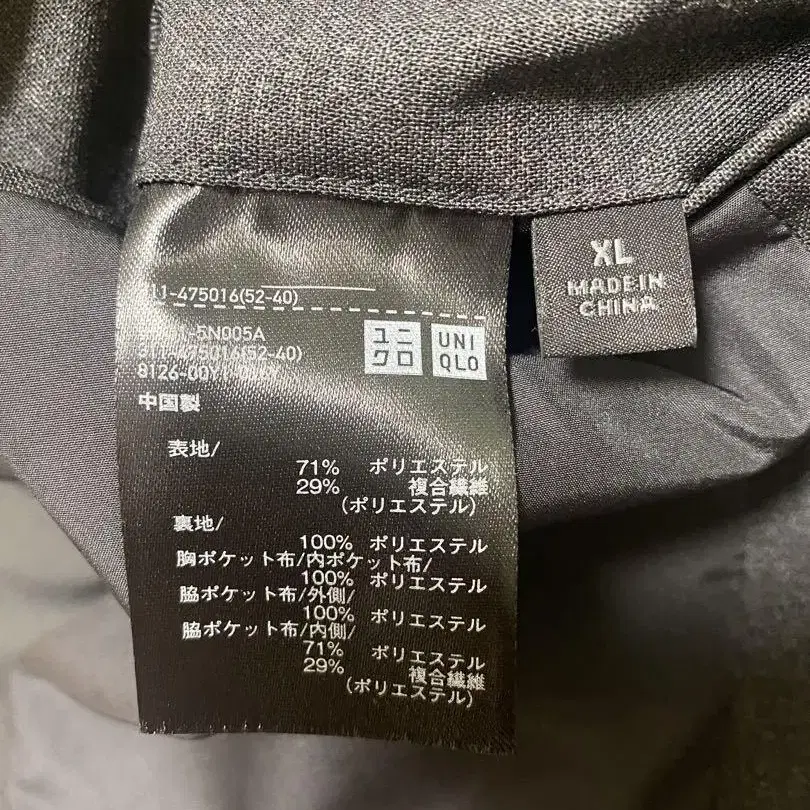 11-475016(52-40)
-5N005A
311-475016(52-40)
8126-00Y
中国製
ユニ
クロ
UNI
QLO
XL
MADE IN
CHINA
表地/
71% ポリエステル
29% 複合繊維
(ポリエステル)
裏地/
100% ポリエステル
胸ポケット布/内ポケット布/
100% ポリエステル
脇ポケット布/外側/
100% ポリエステル
脇ポケット布/内側/
71% ポリエステル
29% 複合繊維
(ポリエステル)